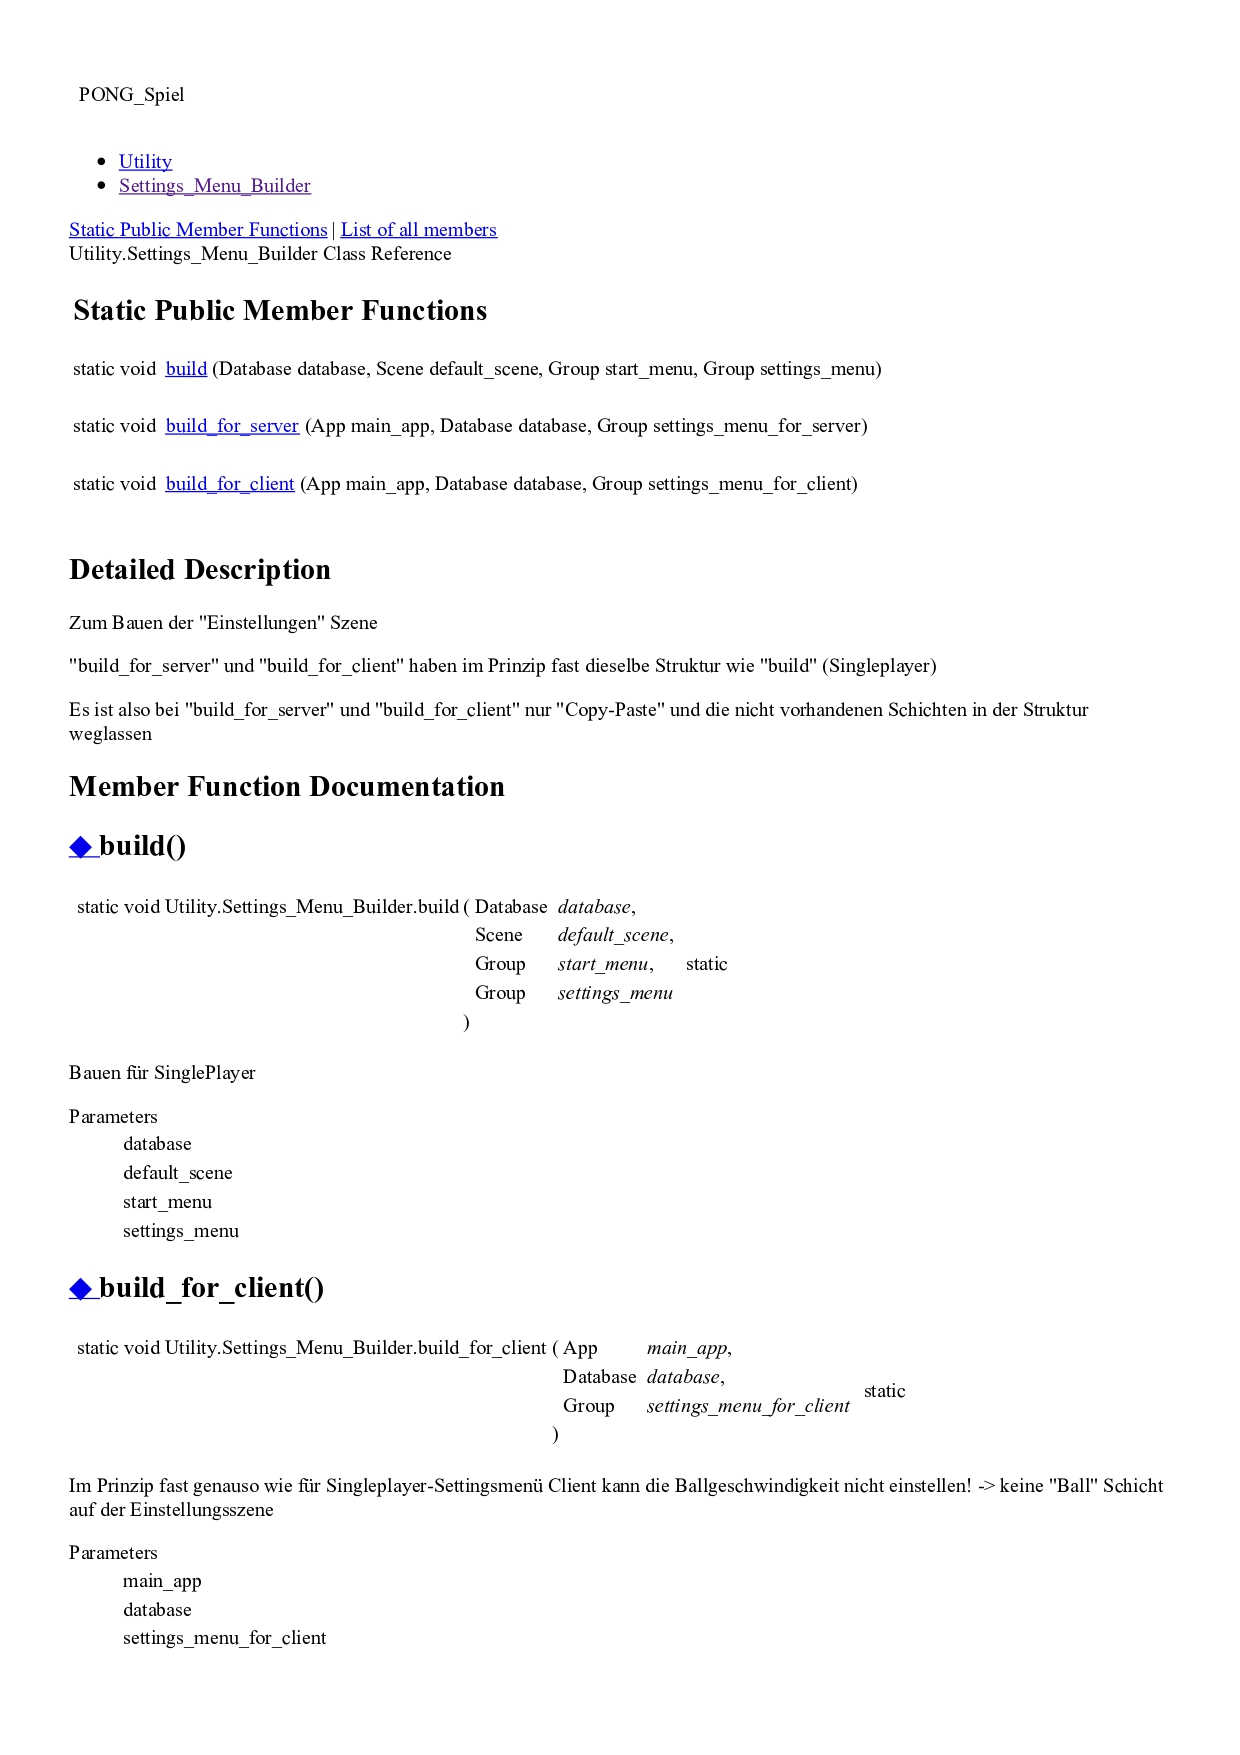 PONG_Spiel
Utility
Settings_Menu_Builder
Static Public Member Functions | List of all members
Utility.Settings_Menu_Builder Class Reference
Static Public Member Functions
static void build (Database database, Scene default_scene, Group start_menu, Group settings_menu)
static void build_for_server (App main_app, Database database, Group settings_menu_for_server)
static void build_for_client (App main_app, Database database, Group settings_menu_for_client)
Detailed Description
Zum Bauen der "Einstellungen" Szene
"build_for_server" und "build_for_client" haben im Prinzip fast dieselbe Struktur wie "build" (Singleplayer)
Es ist also bei "build_for_server" und "build_for_client" nur "Copy-Paste" und die nicht vorhandenen Schichten in der Struktur
weglassen
Member Function Documentation
◆ build()
static void Utility.Settings_Menu_Builder.build ( Database database,
Scene default_scene,
Group start_menu, static
Group settings_menu
)
Bauen für SinglePlayer
Parameters
database
default_scene
start_menu
settings_menu
◆ build_for_client()
static void Utility.Settings_Menu_Builder.build_for_client ( App main_app,
Database database,
static
Group settings_menu_for_client
)
Im Prinzip fast genauso wie für Singleplayer-Settingsmenü Client kann die Ballgeschwindigkeit nicht einstellen! -> keine "Ball" Schicht
auf der Einstellungsszene
Parameters
main_app
database
settings_menu_for_client